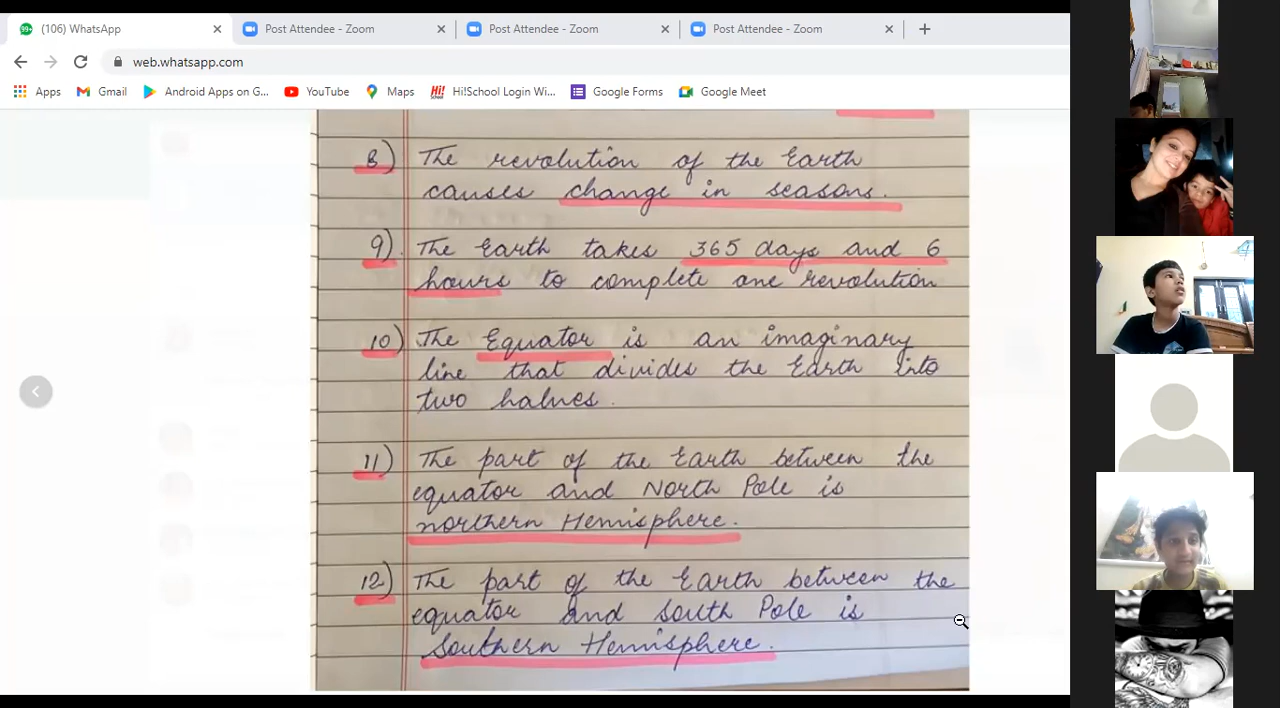 (106) WhatsApp
Post Attendee - Zoom
Post Attendee - Zoom
Post Attendee - Zoom
web.whatsapp.com
Apps
Gmail
Android Apps on G...
YouTube
Maps
Hi!
Hi!School Login Wi...
Google Forms
Google Meet
8) The revolution of the Earth
causes change in seasons.
9) The Earth takes 365 days and 6
hours to complete one revolution
10) The Equator is an imaginary
line that divides the Earth into
two halves.
11) The part of the Earth between the
equator and North Pole is
northern Hemisphere.
12) The part of the Earth between the
equator and south Pole is
Southern Hemisphere.